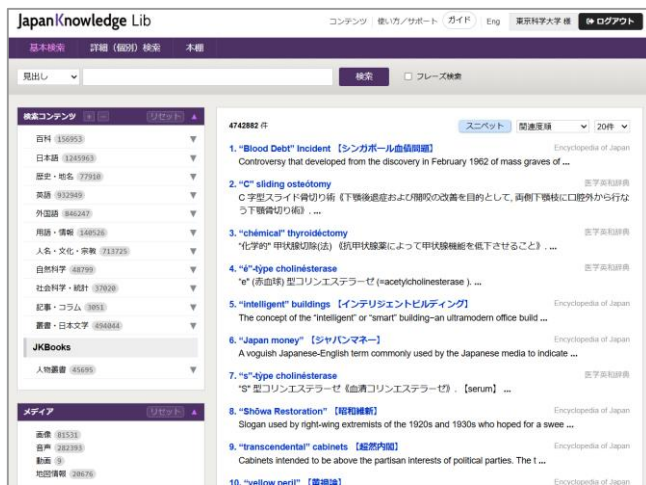 JapanKnowledge Lib
コンテンツ 使い方/サポート ガイド Eng 東京科学大学 様 ログアウト
基本検索 詳細（個別）検索 本棚
見出し 検索 フレーズ検索
検索コンテンツ + − リセット ▲
百科 156953 ▼
日本語 1245963 ▼
歴史・地名 77910 ▼
英語 932949 ▼
外国語 846247 ▼
用語・情報 140526 ▼
人名・文化・宗教 713725 ▼
自然科学 48799 ▼
社会科学・統計 37020 ▼
記事・コラム 3051 ▼
叢書・日本文学 494044 ▼
JKBooks
人物叢書 45695 ▼
メディア リセット ▲
画像 81531
音声 202393
動画 9
地図情報 20676
4742882 件 スニペット 関連度順 20件
1. “Blood Debt” Incident 【シンガポール血債問題】 Encyclopedia of Japan
Controversy that developed from the discovery in February 1962 of mass graves of ...
2. “C” sliding osteótomy 医学英和辞典
C 字型スライド骨切り術《下顎後退症および開咬の改善を目的として, 両側下顎枝に口腔外から行な
う下顎骨切り術》. ...
3. “chémical” thyroidéctomy 医学英和辞典
“化学的” 甲状腺切除(法) 《抗甲状腺薬によって甲状腺機能を低下させること》. ...
4. “é”-týpe cholinésterase 医学英和辞典
“e” (赤血球) 型コリンエステラーゼ (=acetylcholinesterase ). ...
5. “intelligent” buildings 【インテリジェントビルディング】 Encyclopedia of Japan
The concept of the “intelligent” or “smart” building–an ultramodern office build ...
6. “Japan money” 【ジャパンマネー】 Encyclopedia of Japan
A voguish Japanese-English term commonly used by the Japanese media to indicate ...
7. “s”-týpe cholinésterase 医学英和辞典
“S” 型コリンエステラーゼ《血清コリンエステラーゼ》. 【serum】 ...
8. “Shōwa Restoration” 【昭和維新】 Encyclopedia of Japan
Slogan used by right-wing extremists of the 1920s and 1930s who hoped for a swee ...
9. “transcendental” cabinets 【超然内閣】 Encyclopedia of Japan
Cabinets intended to be above the partisan interests of political parties. The t ...
10. “yellow peril” 【黄禍論】 Encyclopedia of Japan